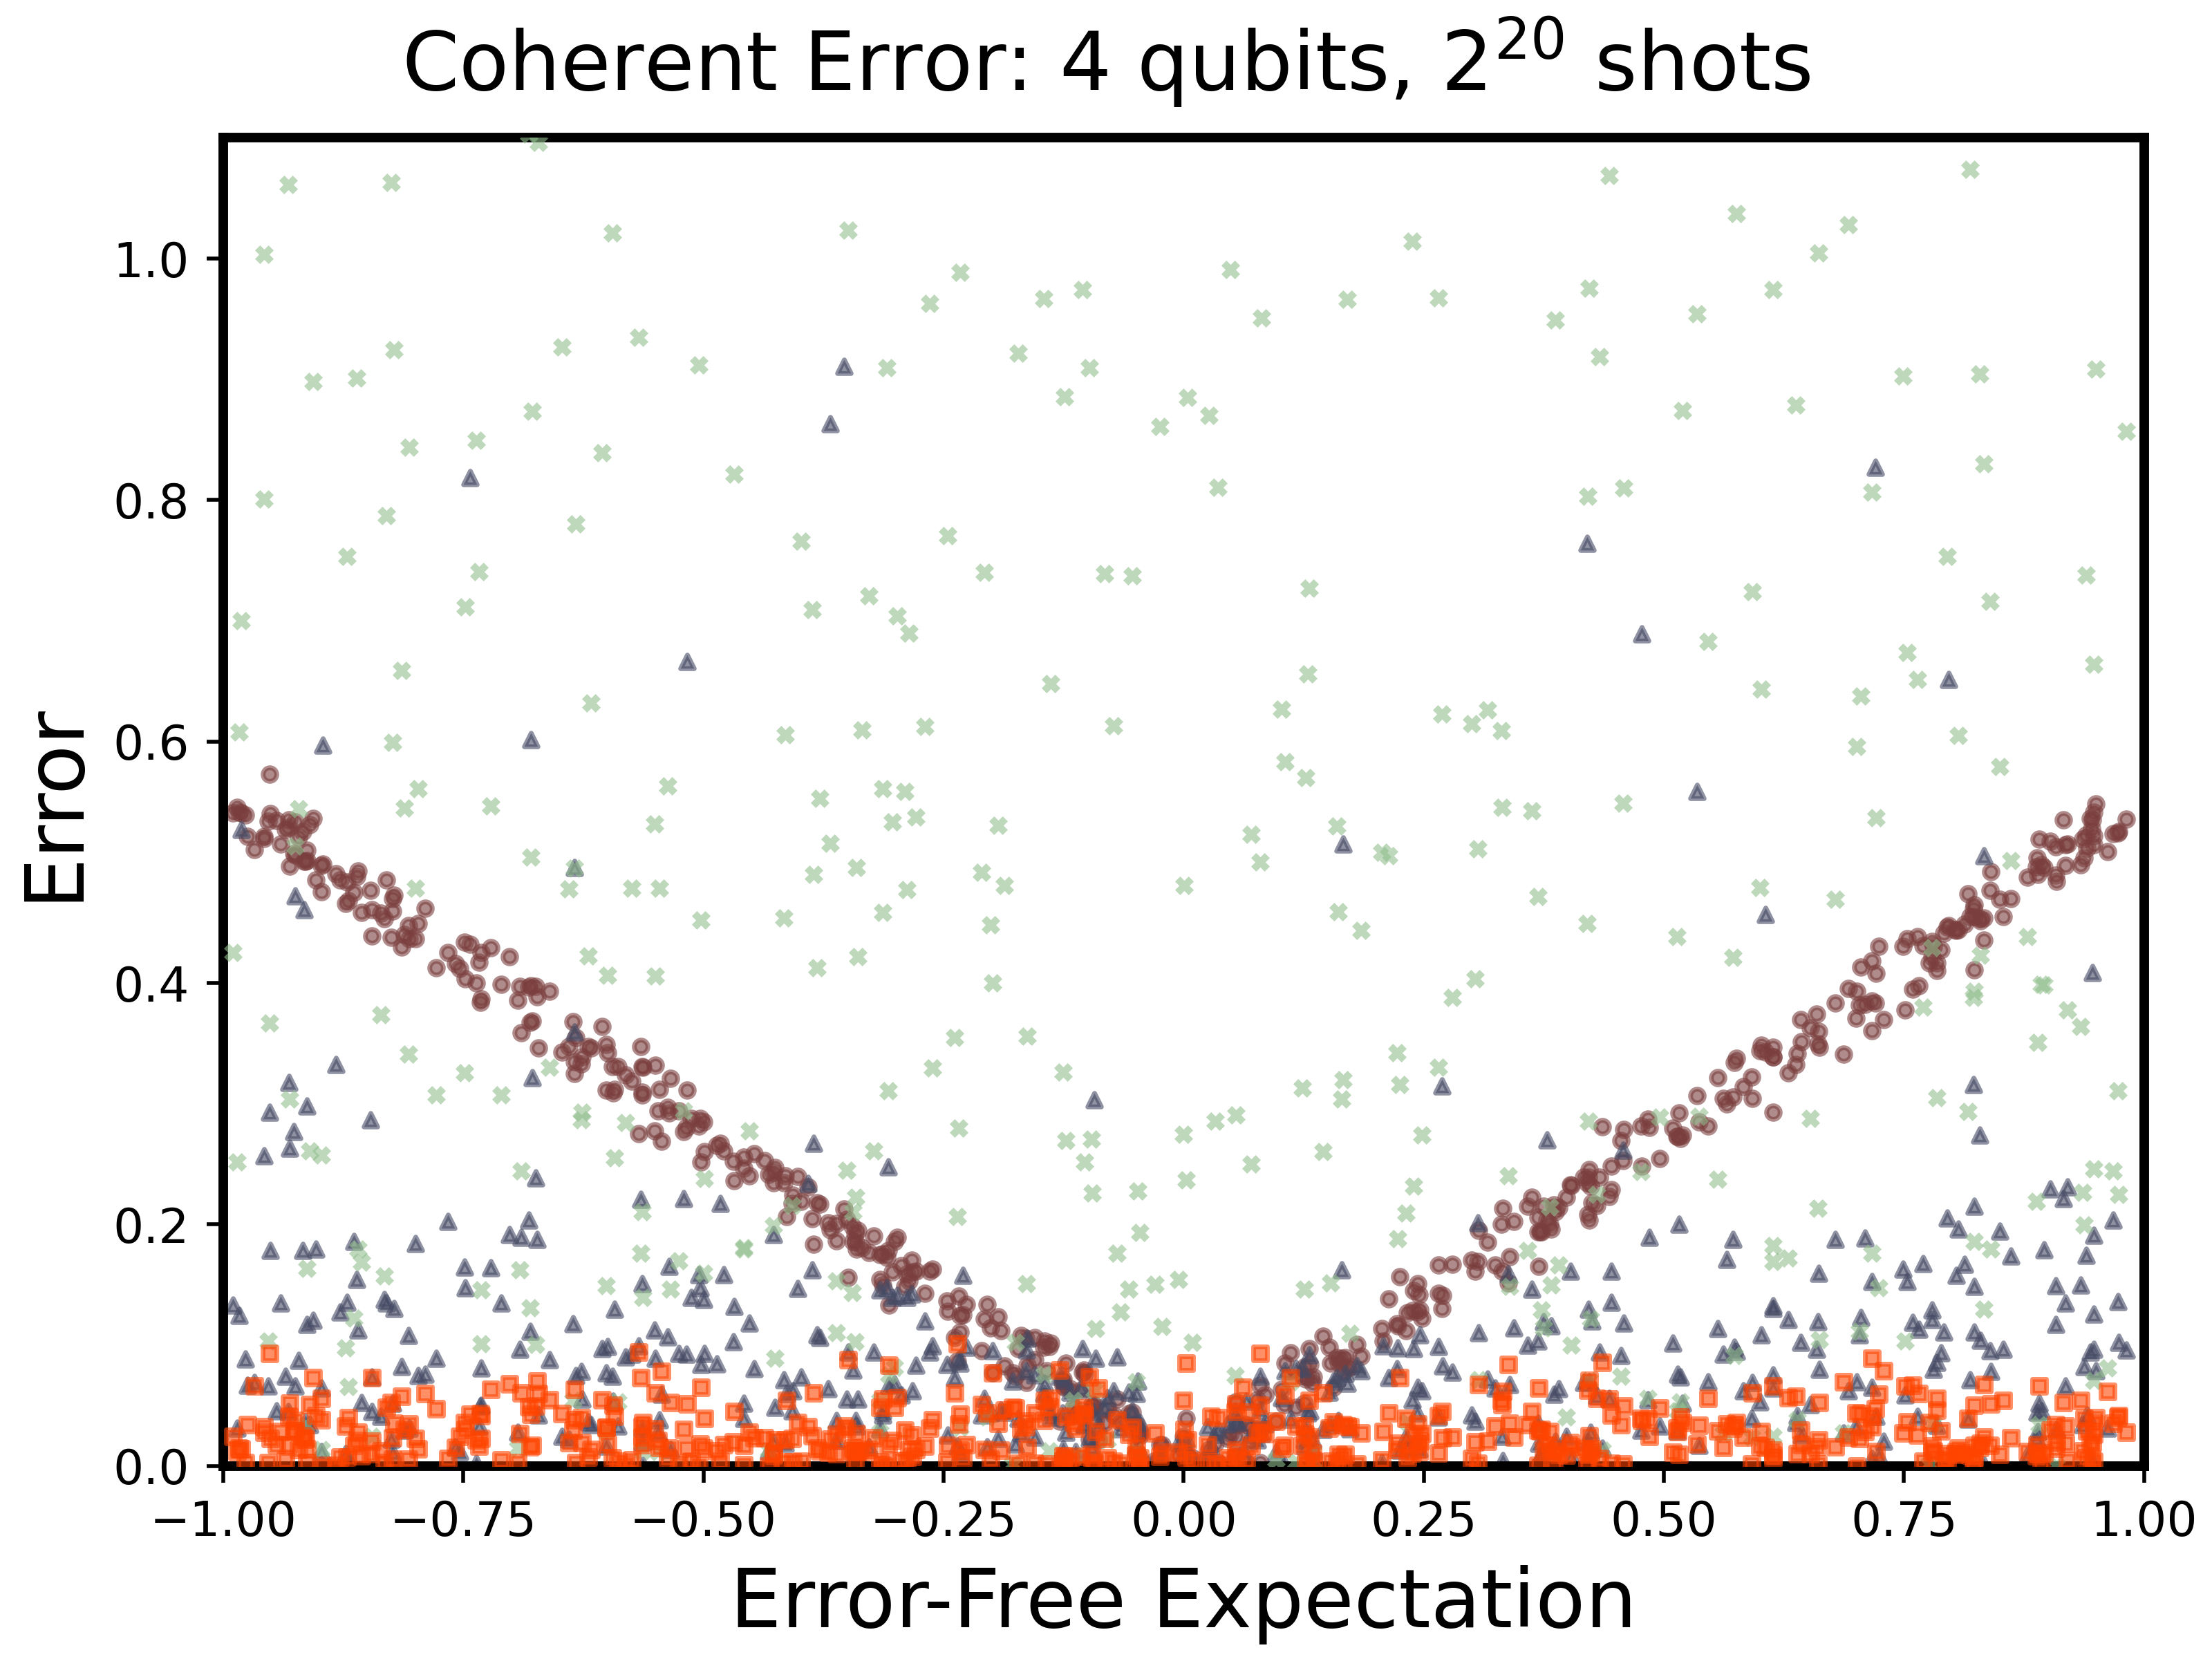 Coherent Error: 4 qubits, 2²⁰ shots
Error
1.0
0.8
0.6
0.4
0.2
0.0
−1.00 −0.75 −0.50 −0.25 0.00 0.25 0.50 0.75 1.00
Error-Free Expectation